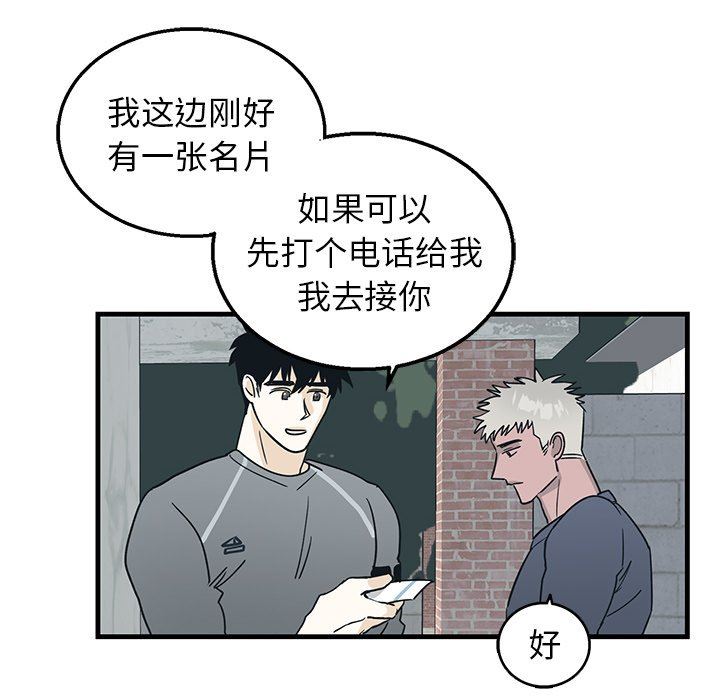 我这边刚好
有一张名片
如果可以
先打个电话给我
我去接你
好